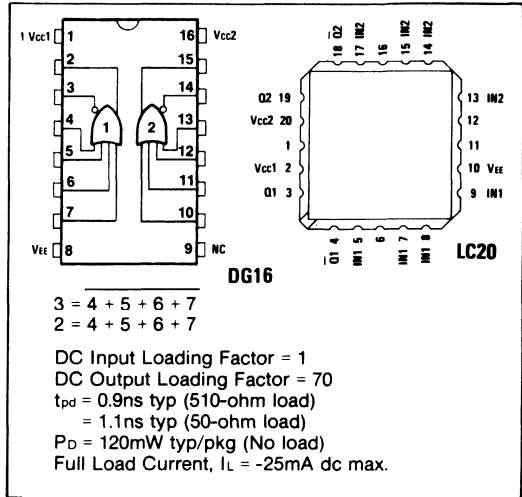 1 Vcc1 1
16 Vcc2
2
15
3
14
4
13
5
12
6
11
7
10
VEE 8
9 NC
1
2
DG16
Q̅2 18
IN2 17
16
IN2 15
IN2 14
Q2 19
Vcc2 20
1
Vcc1 2
Q1 3
13 IN2
12
11
10 VEE
9 IN1
Q̅1 4
IN1 5
6
IN1 7
IN1 8
LC20
3 = 4 + 5 + 6 + 7
2 = 4 + 5 + 6 + 7
DC Input Loading Factor = 1
DC Output Loading Factor = 70
tpd = 0.9ns typ (510-ohm load)
= 1.1ns typ (50-ohm load)
PD = 120mW typ/pkg (No load)
Full Load Current, IL = -25mA dc max.